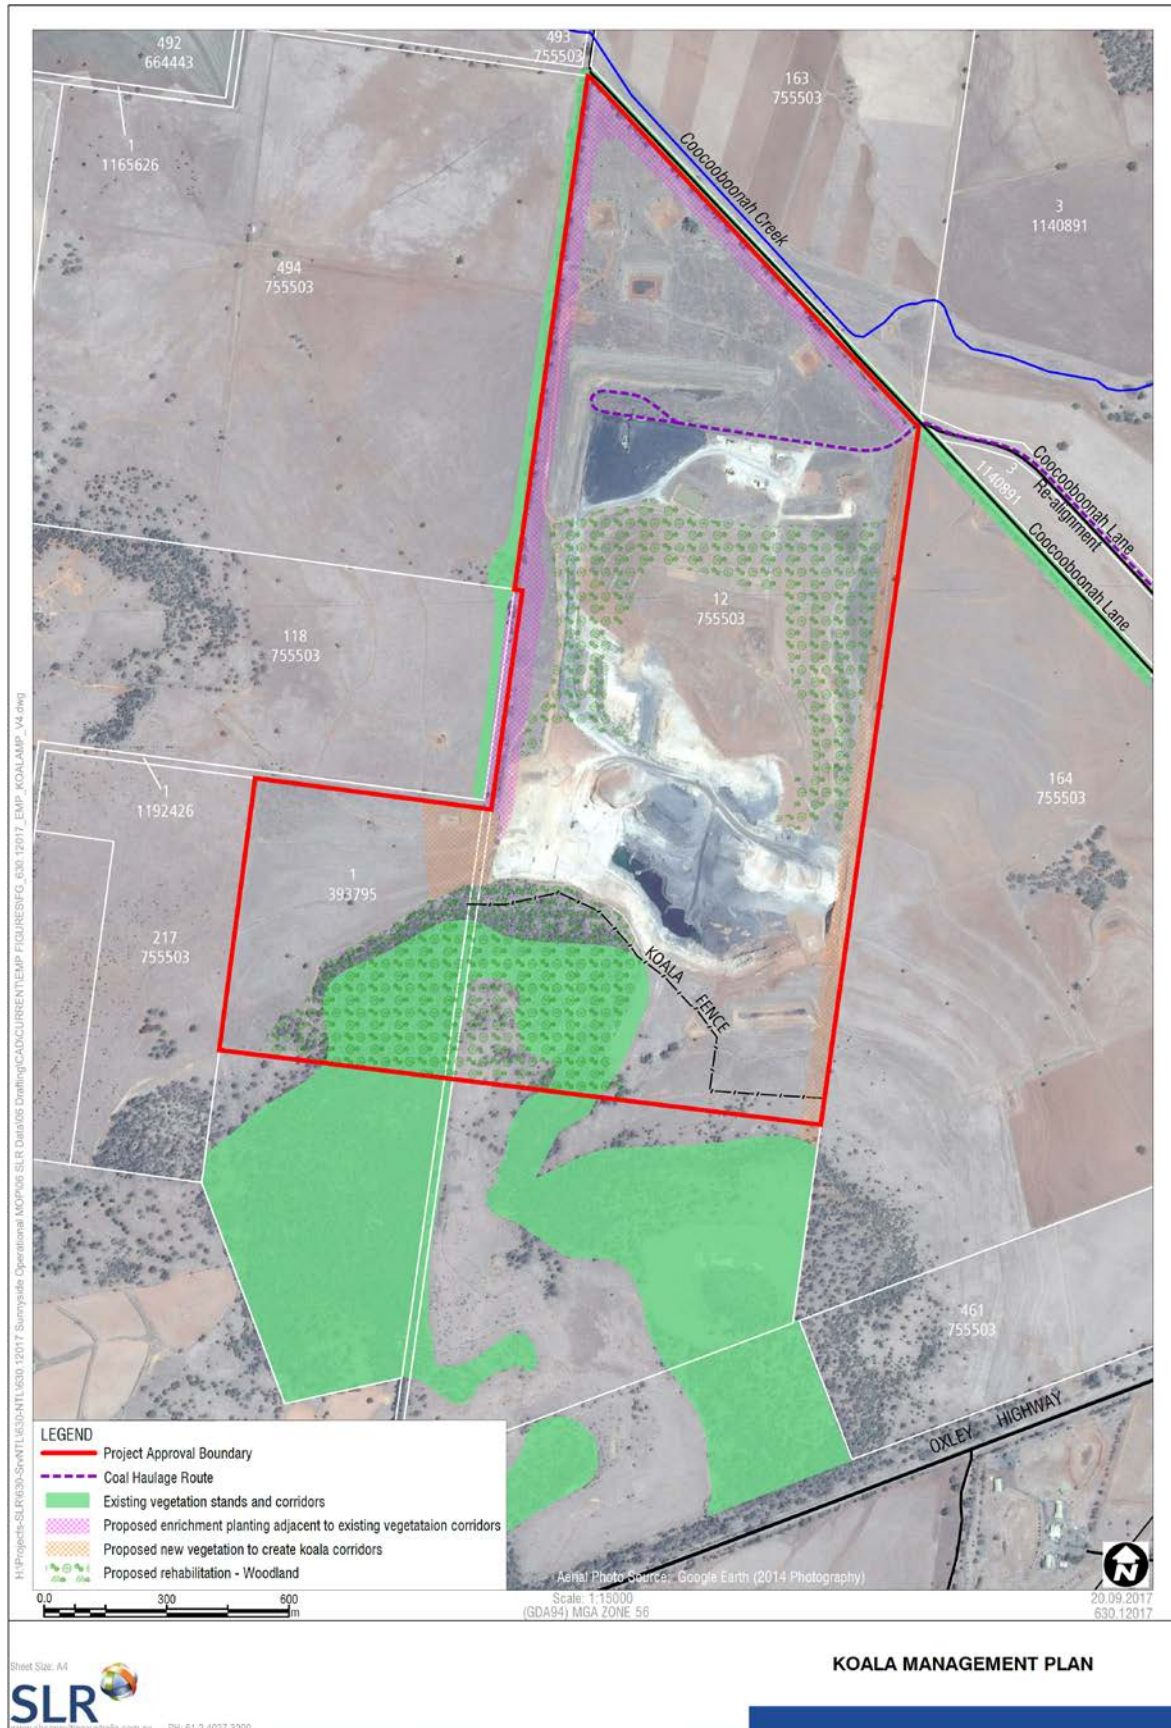 492
664443
493
755503
163
755503
1
1165626
Coocooboonah Creek
3
1140891
494
755503
3
1140891
Coocooboonah Lane
Re-alignment
Coocooboonah Lane
12
755503
118
755503
1
1192426
164
755503
1
393795
217
755503
KOALA FENCE
461
755503
OXLEY HIGHWAY
LEGEND
Project Approval Boundary
Coal Haulage Route
Existing vegetation stands and corridors
Proposed enrichment planting adjacent to existing vegetataion corridors
Proposed new vegetation to create koala corridors
Proposed rehabilitation - Woodland
Aerial Photo Source: Google Earth (2014 Photography)
N
0.0 300 600
m
Scale: 1:15000
(GDA94) MGA ZONE 56
20.09.2017
630.12017
Sheet Size: A4
SLR
KOALA MANAGEMENT PLAN